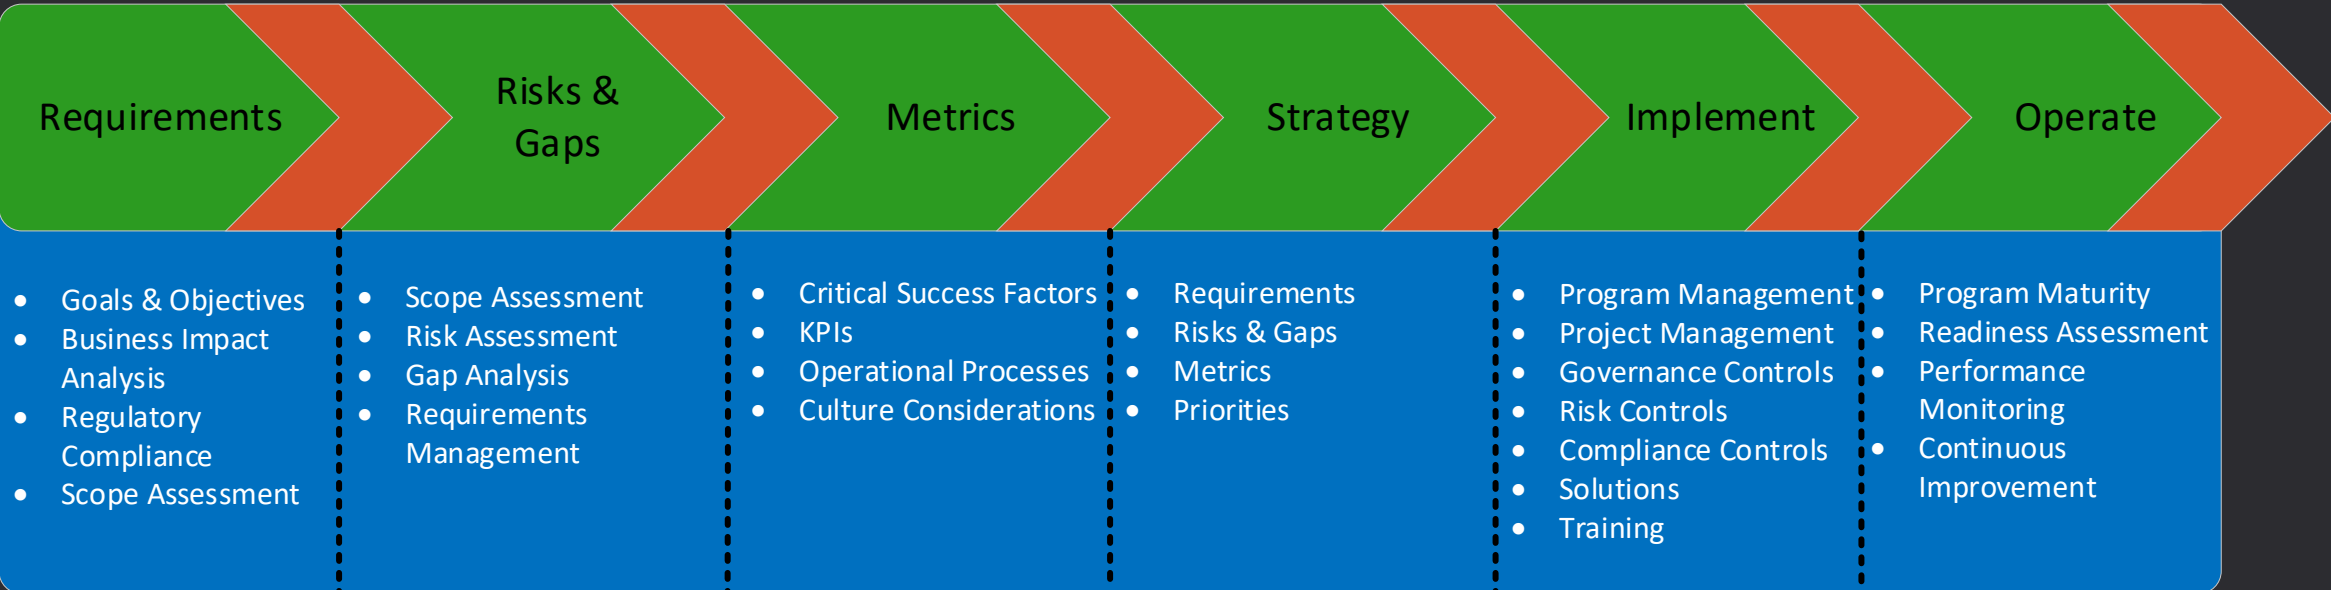 Requirements
Risks &
Gaps
Metrics
Strategy
Implement
Operate
• Goals & Objectives
• Business Impact
Analysis
• Regulatory
Compliance
• Scope Assessment
• Scope Assessment
• Risk Assessment
• Gap Analysis
• Requirements
Management
• Critical Success Factors
• KPIs
• Operational Processes
• Culture Considerations
• Requirements
• Risks & Gaps
• Metrics
• Priorities
• Program Management
• Project Management
• Governance Controls
• Risk Controls
• Compliance Controls
• Solutions
• Training
• Program Maturity
• Readiness Assessment
• Performance
Monitoring
• Continuous
Improvement